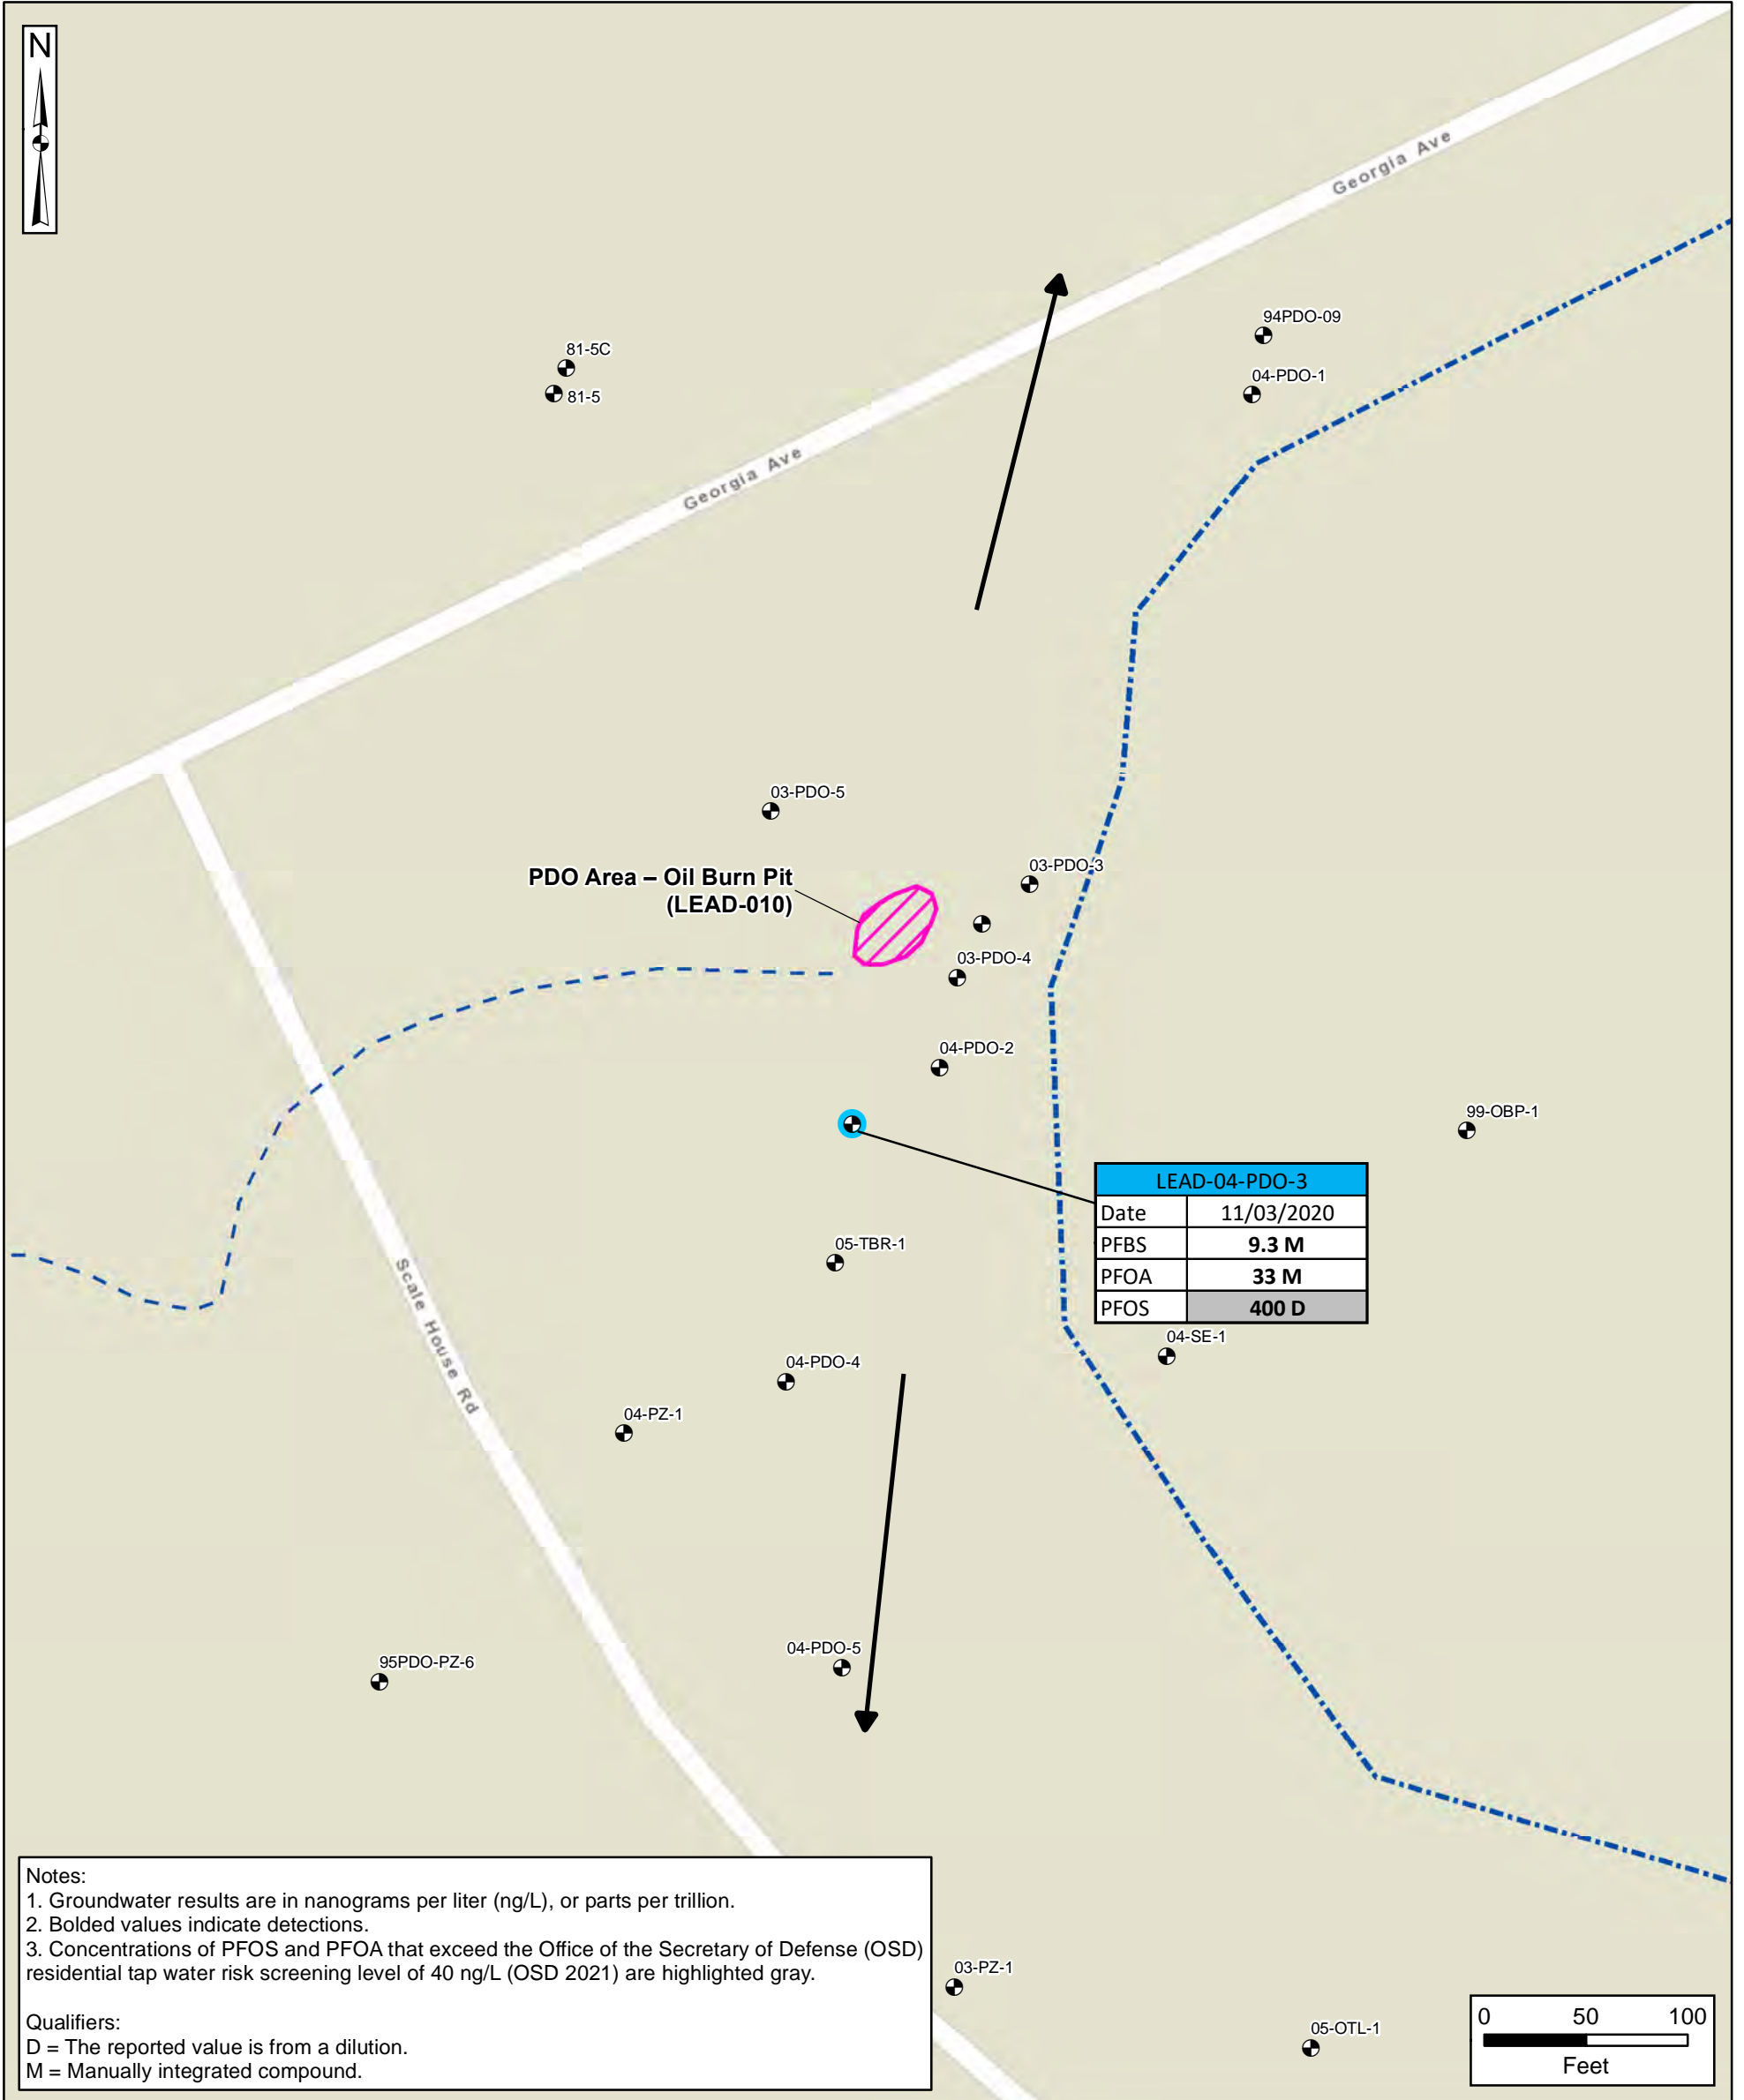 N
Georgia Ave
94PDO-09
81-5C
04-PDO-1
81-5
Georgia Ave
03-PDO-5
03-PDO-3
PDO Area – Oil Burn Pit
(LEAD-010)
03-PDO-4
04-PDO-2
99-OBP-1
LEAD-04-PDO-3
Date 11/03/2020
PFBS 9.3 M
PFOA 33 M
PFOS 400 D
05-TBR-1
Scale House Rd
04-SE-1
04-PDO-4
04-PZ-1
04-PDO-5
95PDO-PZ-6
Notes:
1. Groundwater results are in nanograms per liter (ng/L), or parts per trillion.
2. Bolded values indicate detections.
3. Concentrations of PFOS and PFOA that exceed the Office of the Secretary of Defense (OSD)
residential tap water risk screening level of 40 ng/L (OSD 2021) are highlighted gray.
Qualifiers:
D = The reported value is from a dilution.
M = Manually integrated compound.
03-PZ-1
05-OTL-1
0 50 100
Feet